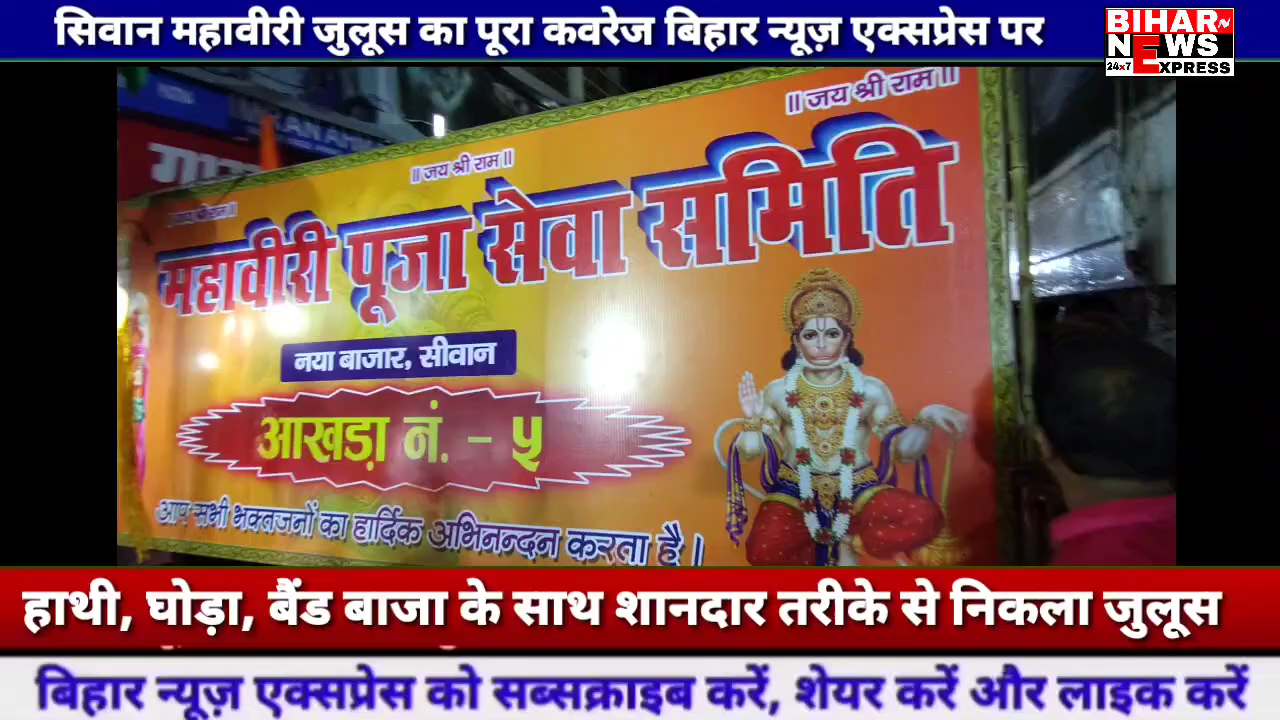 सिवान महावीरी जुलूस का पूरा कवरेज बिहार न्यूज़ एक्सप्रेस पर
BIHAR
NEWS
24x7 EXPRESS
॥ जय श्री राम ॥
॥ जय श्री राम ॥
महावीरी पूजा सेवा समिति
नया बाजार, सीवान
आखडा़ नं. - ५
आप सभी भक्तजनों का हार्दिक अभिनन्दन करता है।
हाथी, घोड़ा, बैंड बाजा के साथ शानदार तरीके से निकला जुलूस
बिहार न्यूज़ एक्सप्रेस को सब्सक्राइब करें, शेयर करें और लाइक करें